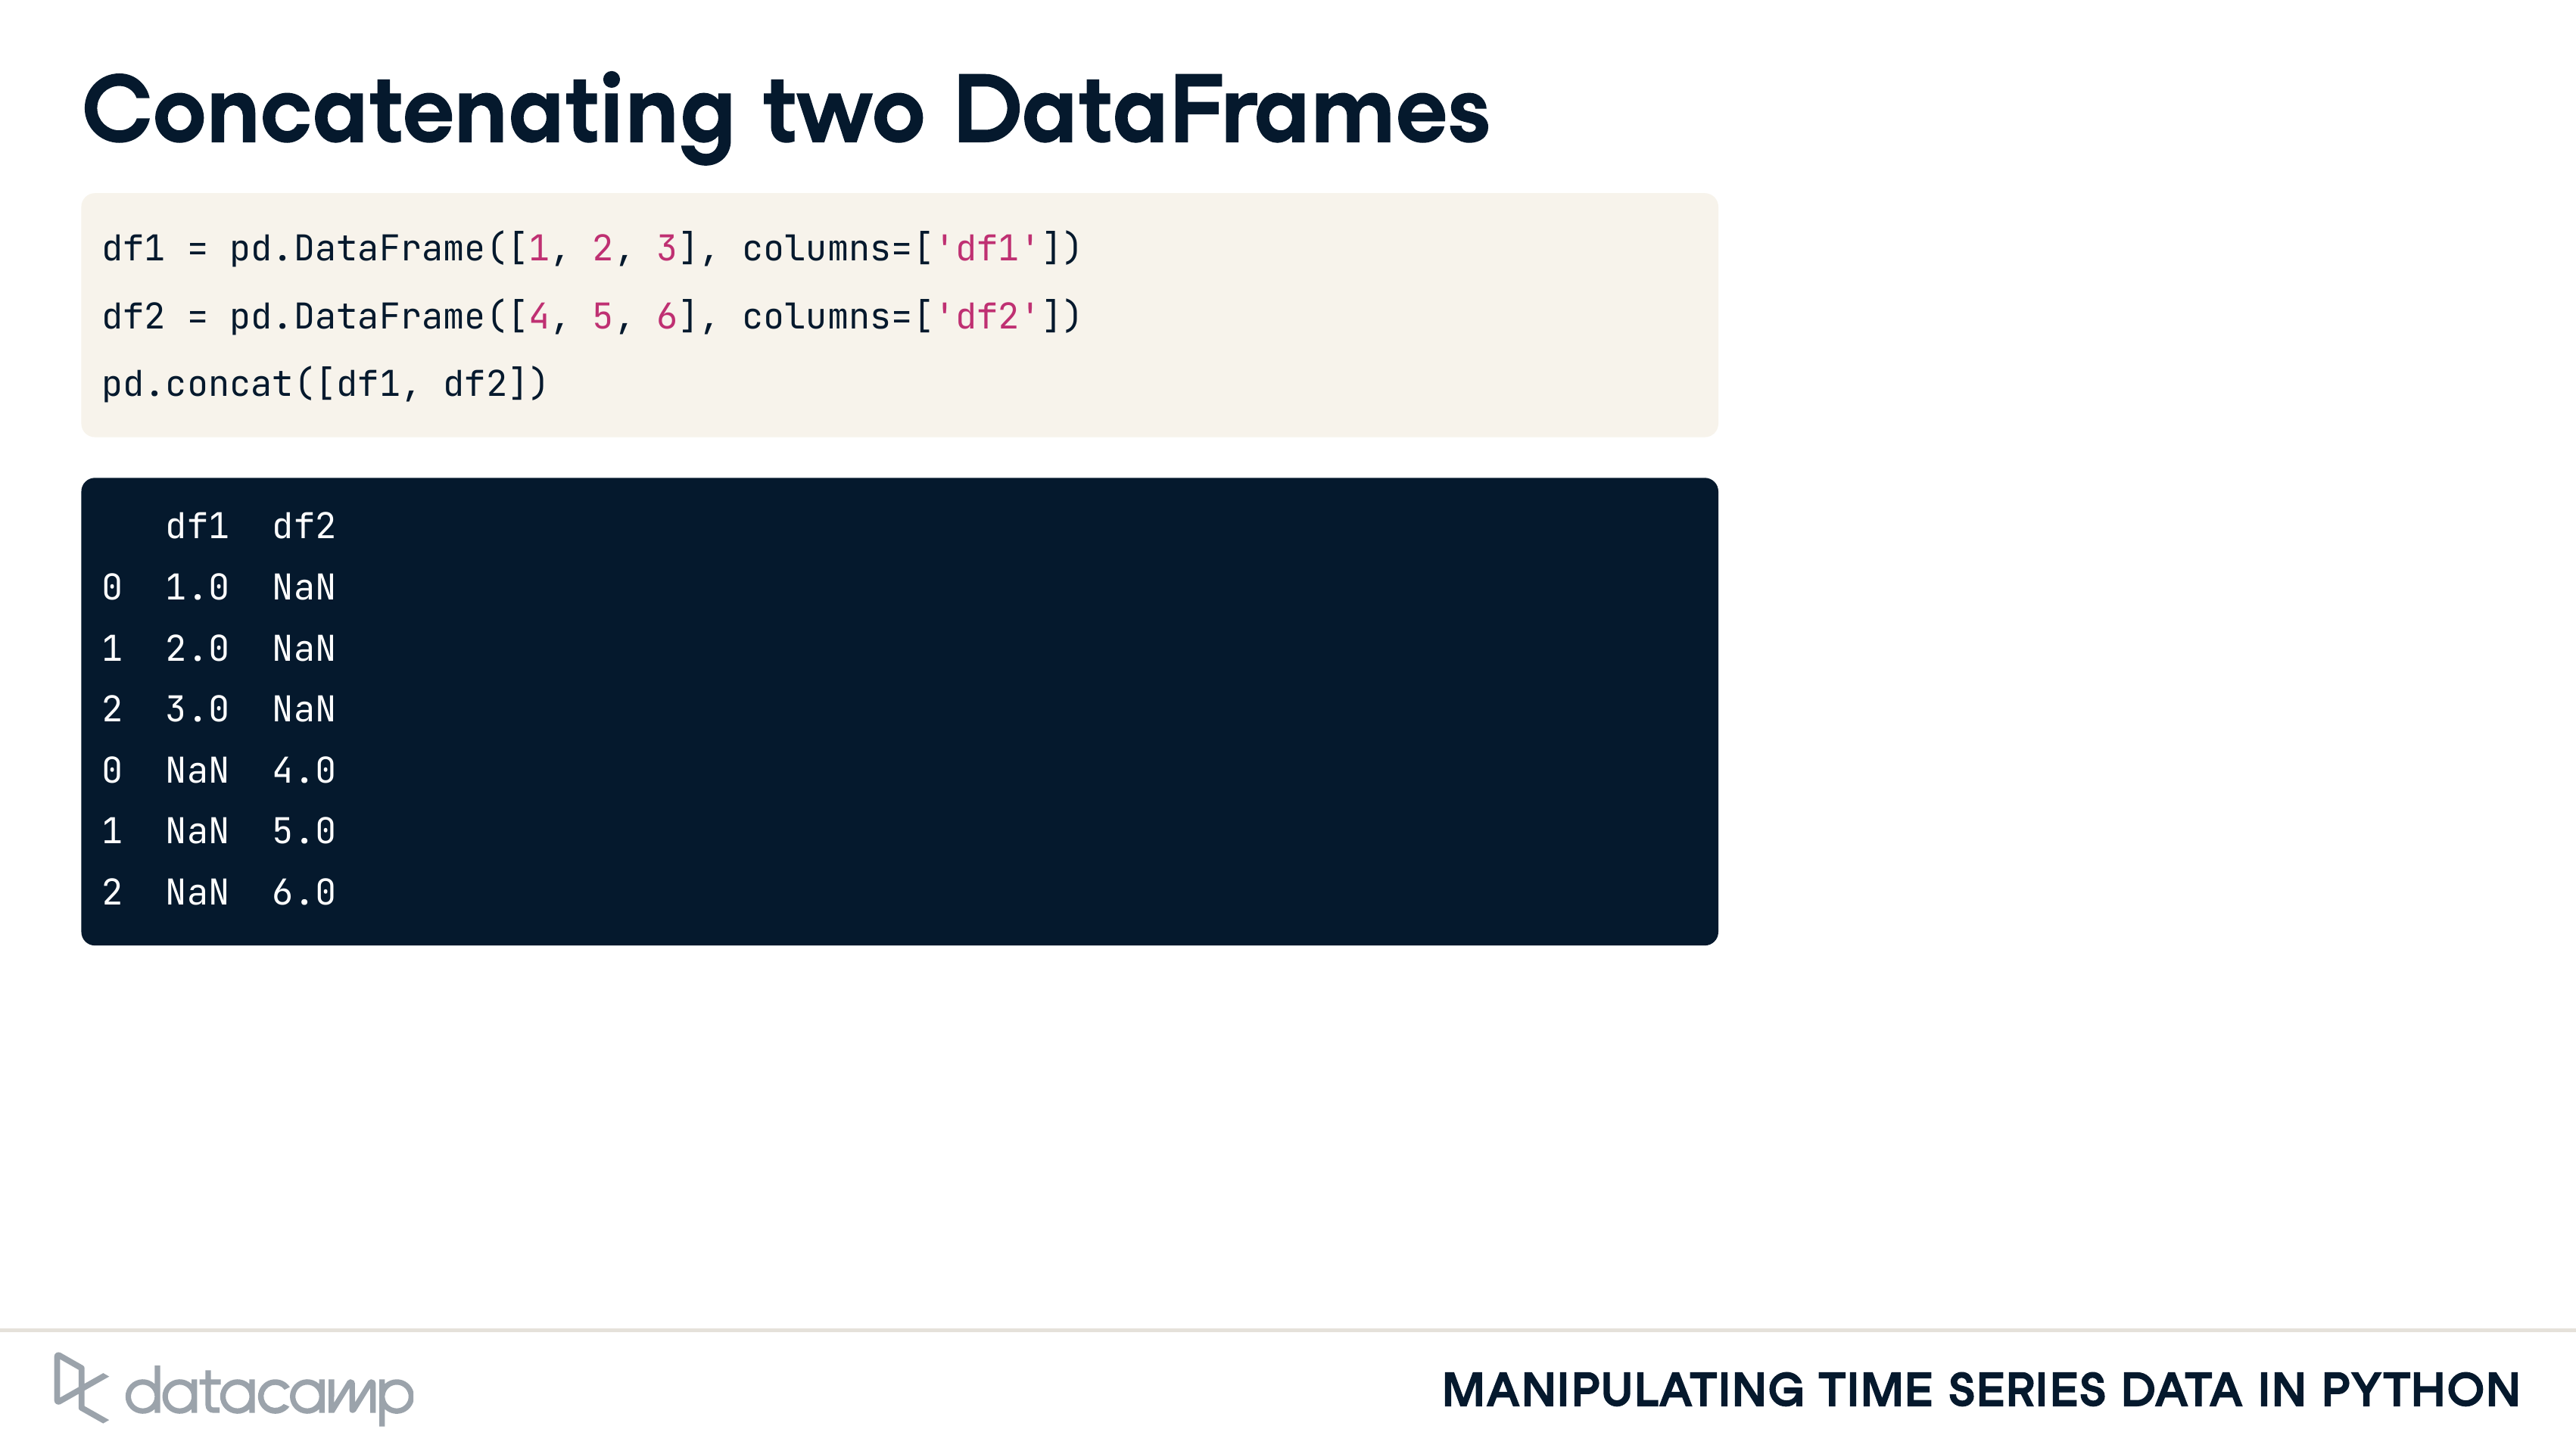 Concatenating two DataFrames
df1 = pd.DataFrame([1, 2, 3], columns=['df1'])
df2 = pd.DataFrame([4, 5, 6], columns=['df2'])
pd.concat([df1, df2])
   df1  df2
0  1.0  NaN
1  2.0  NaN
2  3.0  NaN
0  NaN  4.0
1  NaN  5.0
2  NaN  6.0
datacamp
MANIPULATING TIME SERIES DATA IN PYTHON